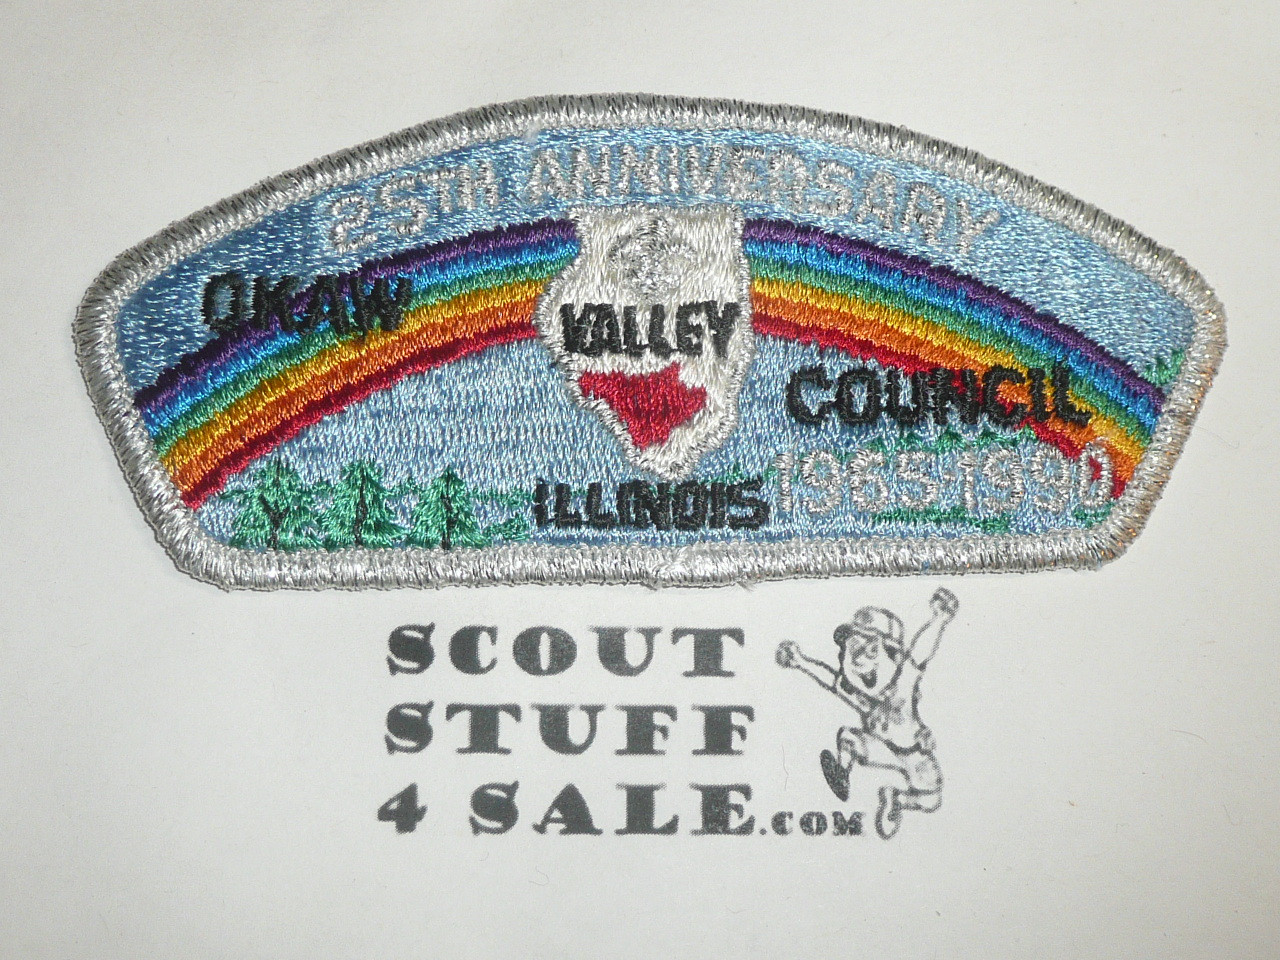 25TH ANNIVERSARY
OKAW VALLEY COUNCIL
ILLINOIS 1965-1990
SCOUT
STUFF
4 SALE.COM